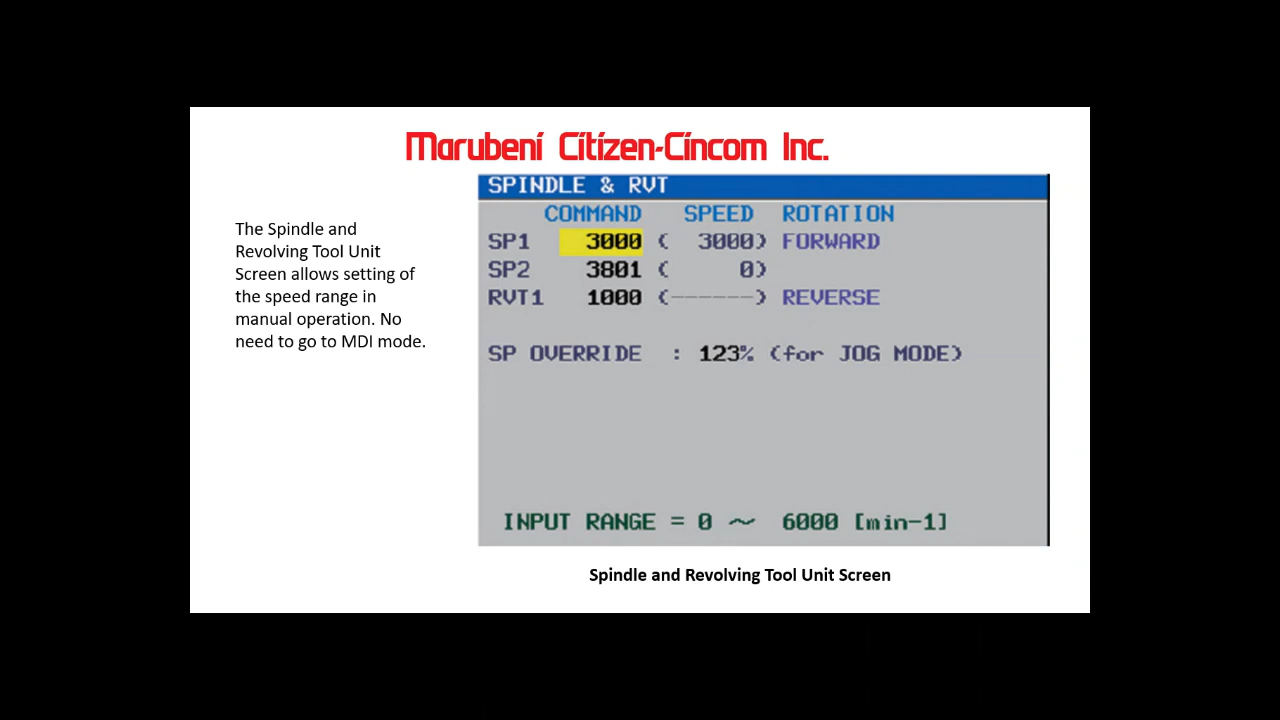 Marubeni Citizen-Cincom Inc.
The Spindle and
Revolving Tool Unit
Screen allows setting of
the speed range in
manual operation. No
need to go to MDI mode.
SPINDLE & RVT
COMMAND SPEED ROTATION
SP1 3000 ( 3000) FORWARD
SP2 3801 ( 0)
RVT1 1000 (------) REVERSE
SP OVERRIDE : 123% (for JOG MODE)
INPUT RANGE = 0 ~ 6000 [min-1]
Spindle and Revolving Tool Unit Screen